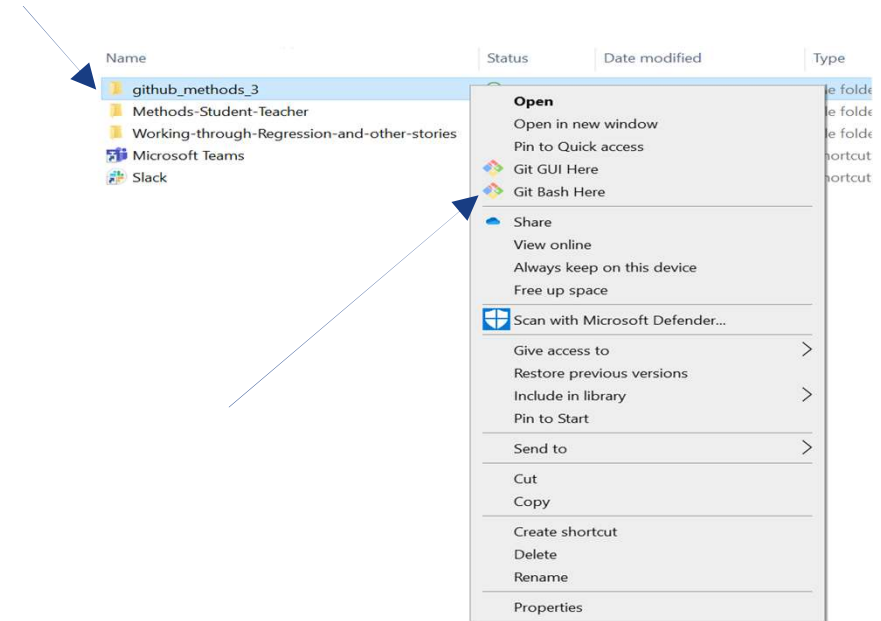 Name Status Date modified Type
github_methods_3
Methods-Student-Teacher
Working-through-Regression-and-other-stories
Microsoft Teams
Slack
Open
Open in new window
Pin to Quick access
Git GUI Here
Git Bash Here
Share
View online
Always keep on this device
Free up space
Scan with Microsoft Defender...
Give access to
Restore previous versions
Include in library
Pin to Start
Send to
Cut
Copy
Create shortcut
Delete
Rename
Properties